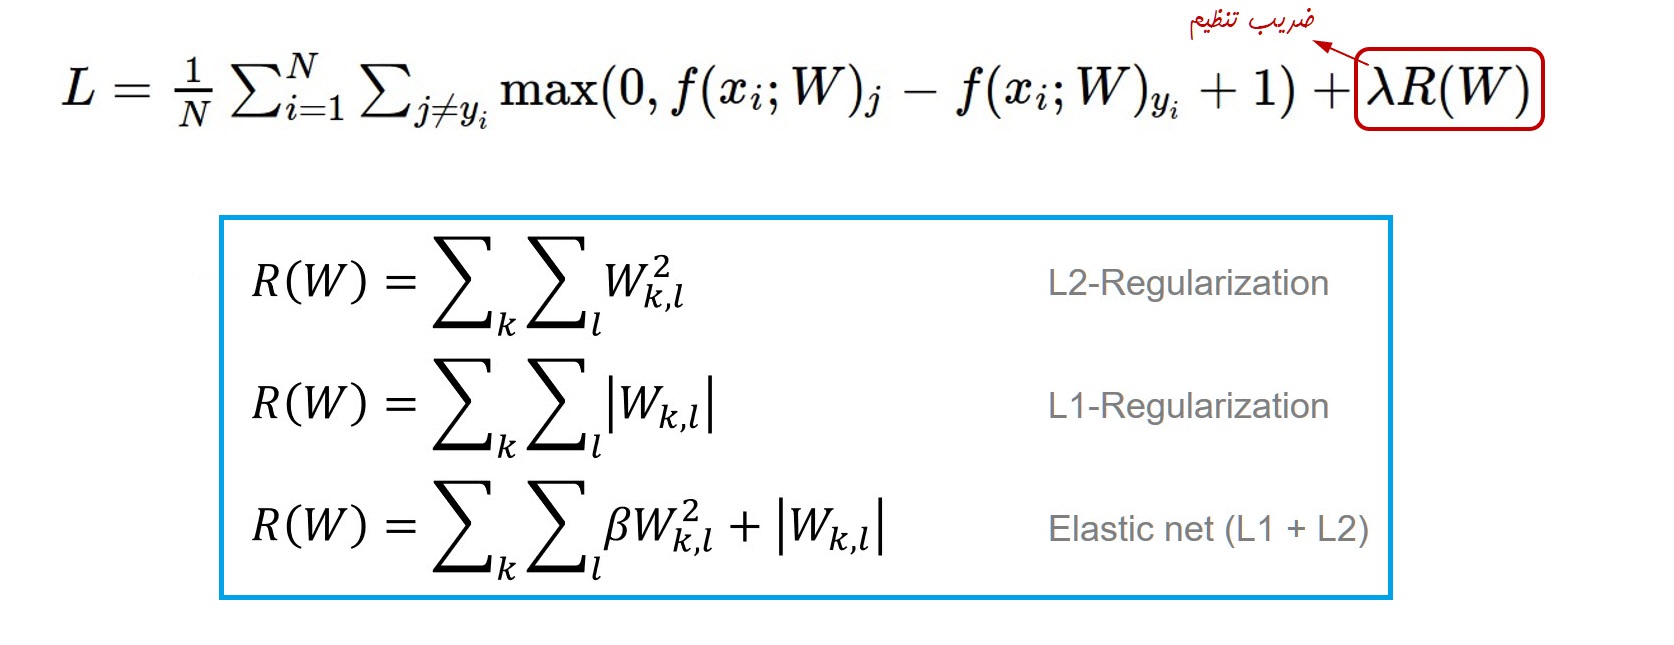 ضریب تنظیم
L = 1/N ∑_{i=1}^{N} ∑_{j≠y_i} max(0, f(x_i; W)_j − f(x_i; W)_{y_i} + 1) + λR(W)
R(W) = ∑_k ∑_l W_{k,l}^2 L2-Regularization
R(W) = ∑_k ∑_l |W_{k,l}| L1-Regularization
R(W) = ∑_k ∑_l βW_{k,l}^2 + |W_{k,l}| Elastic net (L1 + L2)